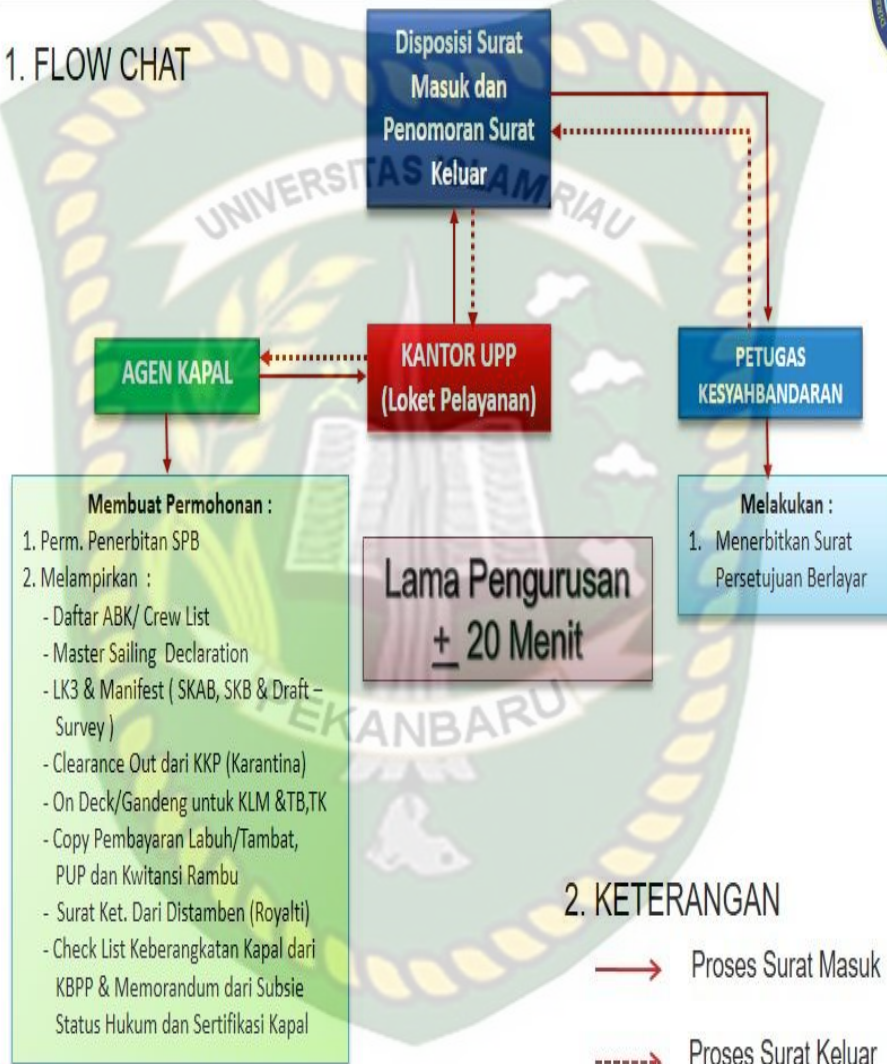 1. FLOW CHAT
Disposisi Surat
Masuk dan
Penomoran Surat
Keluar
UNIVERSITAS ISLAM RIAU
AGEN KAPAL
KANTOR UPP
(Loket Pelayanan)
PETUGAS
KESYAHBANDARAN
Membuat Permohonan :
1. Perm. Penerbitan SPB
2. Melampirkan :
- Daftar ABK/ Crew List
- Master Sailing Declaration
- LK3 & Manifest ( SKAB, SKB & Draft –
Survey )
- Clearance Out dari KKP (Karantina)
- On Deck/Gandeng untuk KLM &TB,TK
- Copy Pembayaran Labuh/Tambat,
PUP dan Kwitansi Rambu
- Surat Ket. Dari Distamben (Royalti)
- Check List Keberangkatan Kapal dari
KBPP & Memorandum dari Subsie
Status Hukum dan Sertifikasi Kapal
Lama Pengurusan
+ 20 Menit
Melakukan :
1. Menerbitkan Surat
Persetujuan Berlayar
PEKANBARU
2. KETERANGAN
Proses Surat Masuk
Proses Surat Keluar